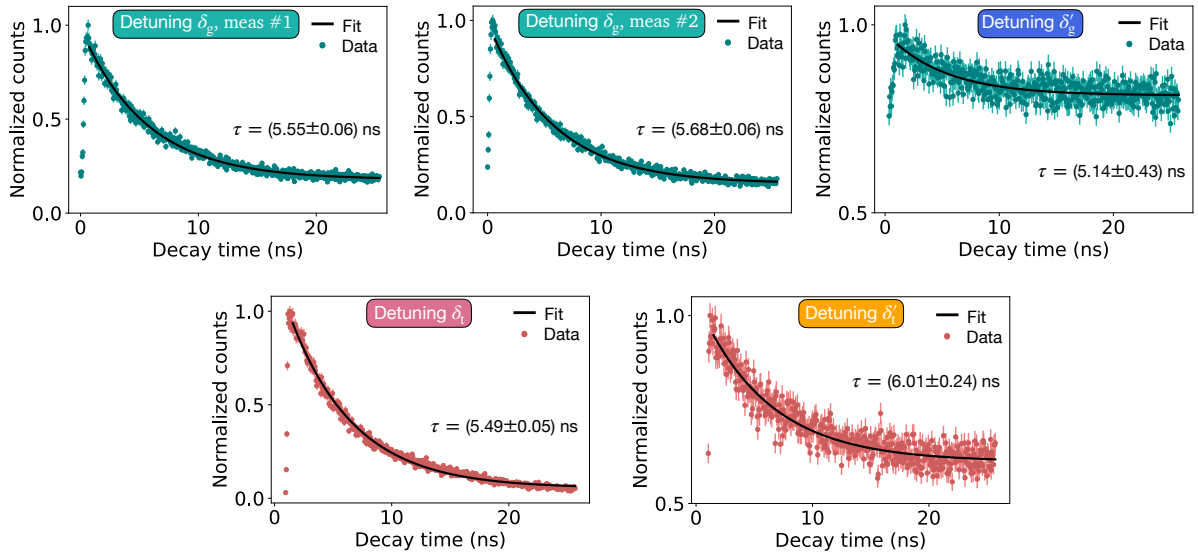 Detuning δg, meas #1
Fit
Data
τ = (5.55±0.06) ns
Normalized counts
1.0
0.5
0.0
0
10
20
Decay time (ns)
Detuning δg, meas #2
Fit
Data
τ = (5.68±0.06) ns
Normalized counts
1.0
0.5
0.0
0
10
20
Decay time (ns)
Detuning δ′g
Fit
Data
τ = (5.14±0.43) ns
Normalized counts
1.0
0.5
0
10
20
Decay time (ns)
Detuning δt
Fit
Data
τ = (5.49±0.05) ns
Normalized counts
1.0
0.5
0.0
0
10
20
Decay time (ns)
Detuning δ′t
Fit
Data
τ = (6.01±0.24) ns
Normalized counts
1.0
0.5
0
10
20
Decay time (ns)